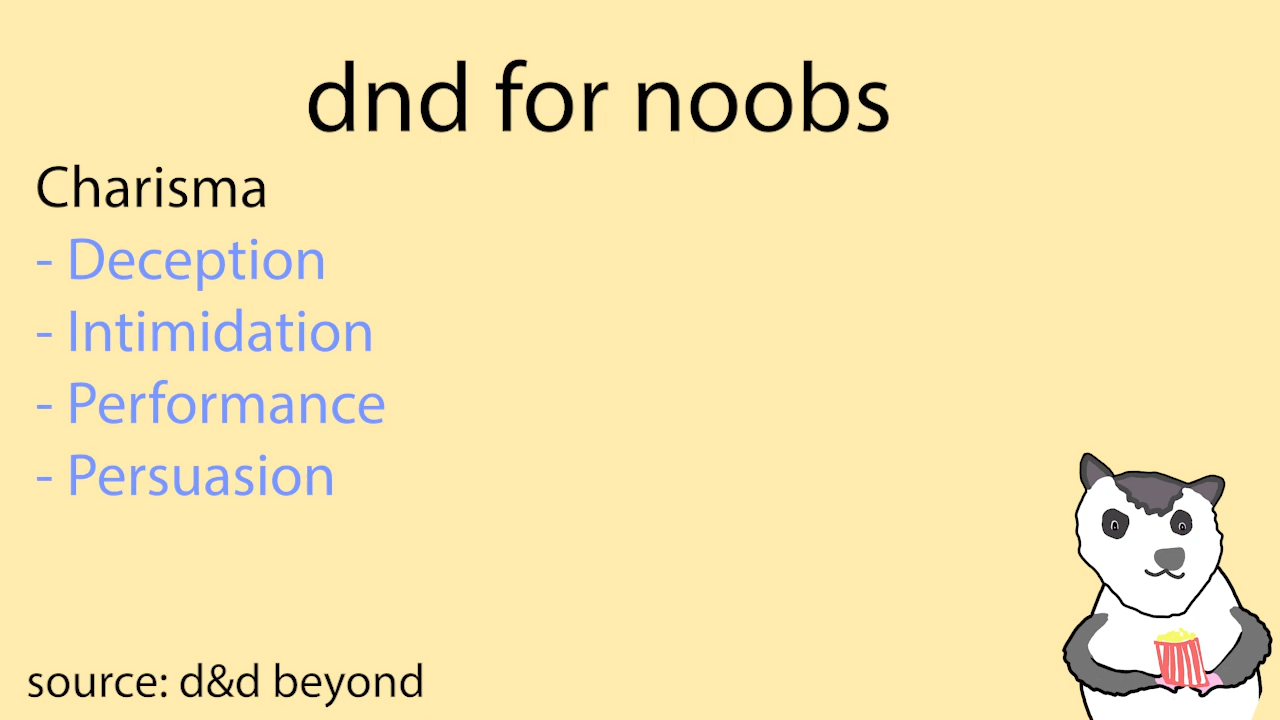 dnd for noobs
Charisma
- Deception
- Intimidation
- Performance
- Persuasion
source: d&d beyond